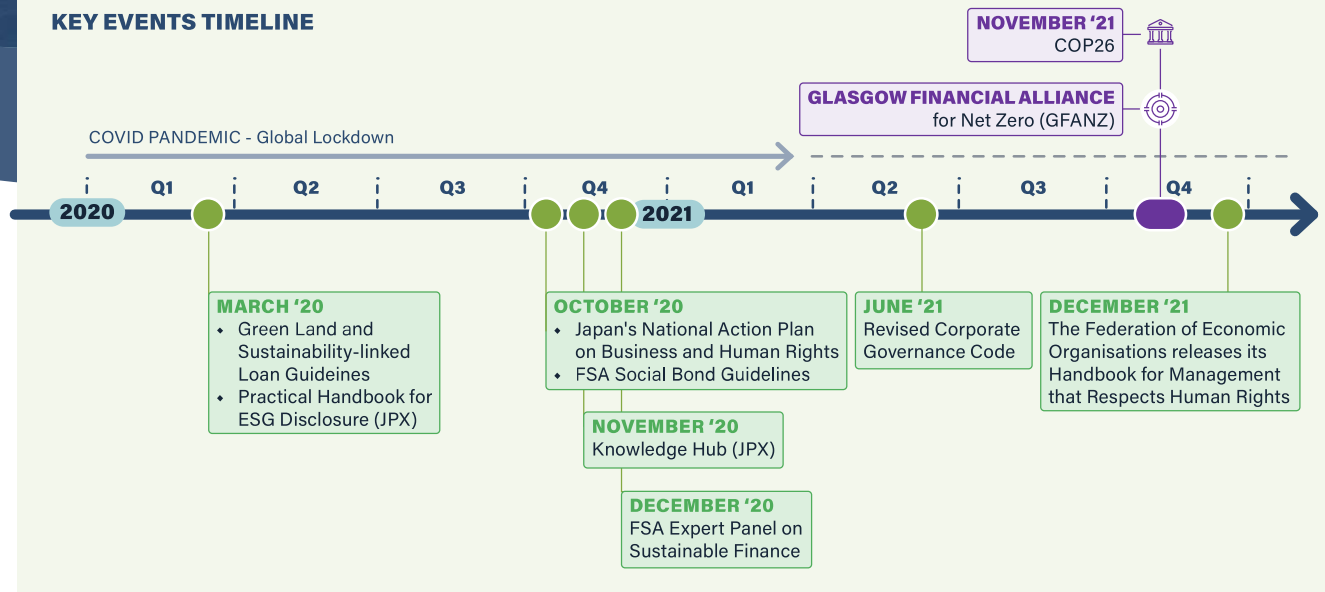 KEY EVENTS TIMELINE
NOVEMBER ‘21
COP26
GLASGOW FINANCIAL ALLIANCE
for Net Zero (GFANZ)
COVID PANDEMIC - Global Lockdown
Q1 Q2 Q3 Q4 Q1 Q2 Q3 Q4
2020 2021
MARCH ‘20
• Green Land and
Sustainability-linked
Loan Guideines
• Practical Handbook for
ESG Disclosure (JPX)
OCTOBER ‘20
• Japan's National Action Plan
on Business and Human Rights
• FSA Social Bond Guidelines
NOVEMBER ‘20
Knowledge Hub (JPX)
DECEMBER ‘20
FSA Expert Panel on
Sustainable Finance
JUNE ‘21
Revised Corporate
Governance Code
DECEMBER ‘21
The Federation of Economic
Organisations releases its
Handbook for Management
that Respects Human Rights